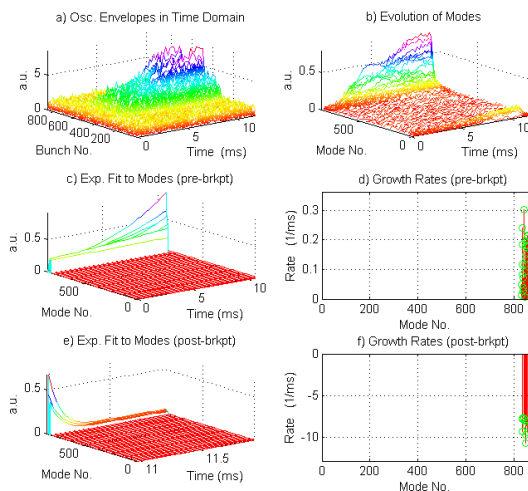 a) Osc. Envelopes in Time Domain
a.u.
5
0
800
600
400
200
Bunch No.
0
5
10
Time (ms)
b) Evolution of Modes
a.u.
1
0.5
0
500
0
Mode No.
0
5
10
Time (ms)
c) Exp. Fit to Modes (pre-brkpt)
a.u.
0.5
0
500
0
Mode No.
0
5
10
Time (ms)
d) Growth Rates (pre-brkpt)
Rate (1/ms)
0.3
0.2
0.1
0
0
200
400
600
800
Mode No.
e) Exp. Fit to Modes (post-brkpt)
a.u.
0.5
0
500
0
Mode No.
11
11.5
Time (ms)
f) Growth Rates (post-brkpt)
Rate (1/ms)
0
-5
-10
0
200
400
600
800
Mode No.